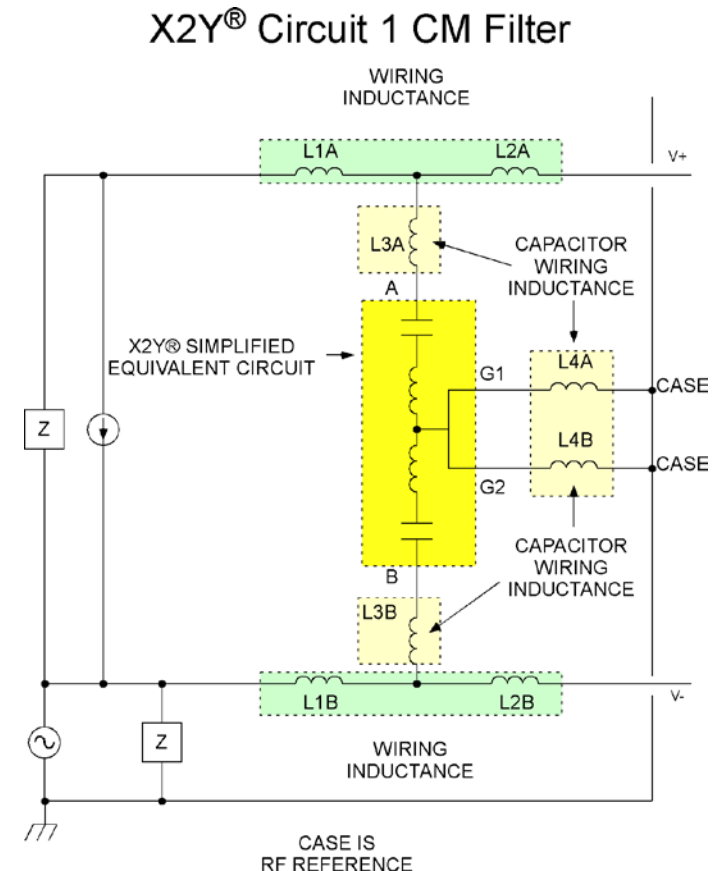 X2Y® Circuit 1 CM Filter
WIRING
INDUCTANCE
L1A
L2A
V+
L3A
CAPACITOR
WIRING
INDUCTANCE
A
X2Y® SIMPLIFIED
EQUIVALENT CIRCUIT
G1
L4A
CASE
Z
L4B
CASE
G2
CAPACITOR
WIRING
INDUCTANCE
B
L3B
L1B
L2B
V-
Z
WIRING
INDUCTANCE
CASE IS
RF REFERENCE